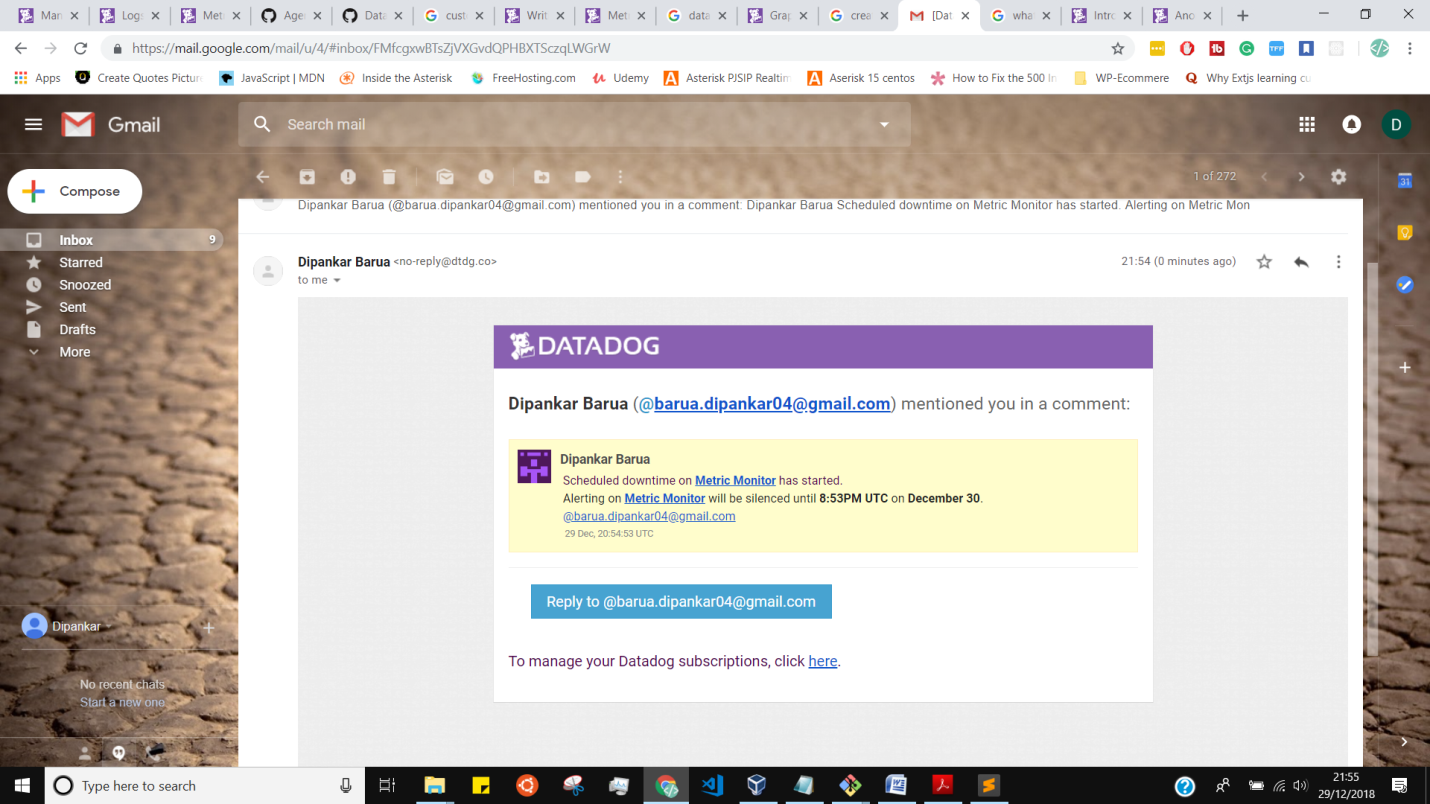 Man
Logs
Met
Agen
Data
cust
Writ
Met
data
Grap
crea
[Dat
wha
Intro
Ano
https://mail.google.com/mail/u/4/#inbox/FMfcgxwBTsZjVXGvdQPHBXTSczqLWGrW
Apps
Create Quotes Pictur
JavaScript | MDN
Inside the Asterisk
FreeHosting.com
Udemy
Asterisk PJSIP Realtim
Aserisk 15 centos
How to Fix the 500 In
WP-Ecommere
Why Extjs learning cu
Gmail
Search mail
D
Compose
1 of 272
31
Dipankar Barua (@barua.dipankar04@gmail.com) mentioned you in a comment: Dipankar Barua Scheduled downtime on Metric Monitor has started. Alerting on Metric Mon
Inbox 9
Starred
Snoozed
Sent
Drafts
More
Dipankar Barua <no-reply@dtdg.co>
21:54 (0 minutes ago)
to me
DATADOG
Dipankar Barua (@barua.dipankar04@gmail.com) mentioned you in a comment:
Dipankar Barua
Scheduled downtime on Metric Monitor has started.
Alerting on Metric Monitor will be silenced until 8:53PM UTC on December 30.
@barua.dipankar04@gmail.com
29 Dec, 20:54:53 UTC
Reply to @barua.dipankar04@gmail.com
To manage your Datadog subscriptions, click here.
Dipankar
No recent chats
Start a new one
Type here to search
21:55
29/12/2018